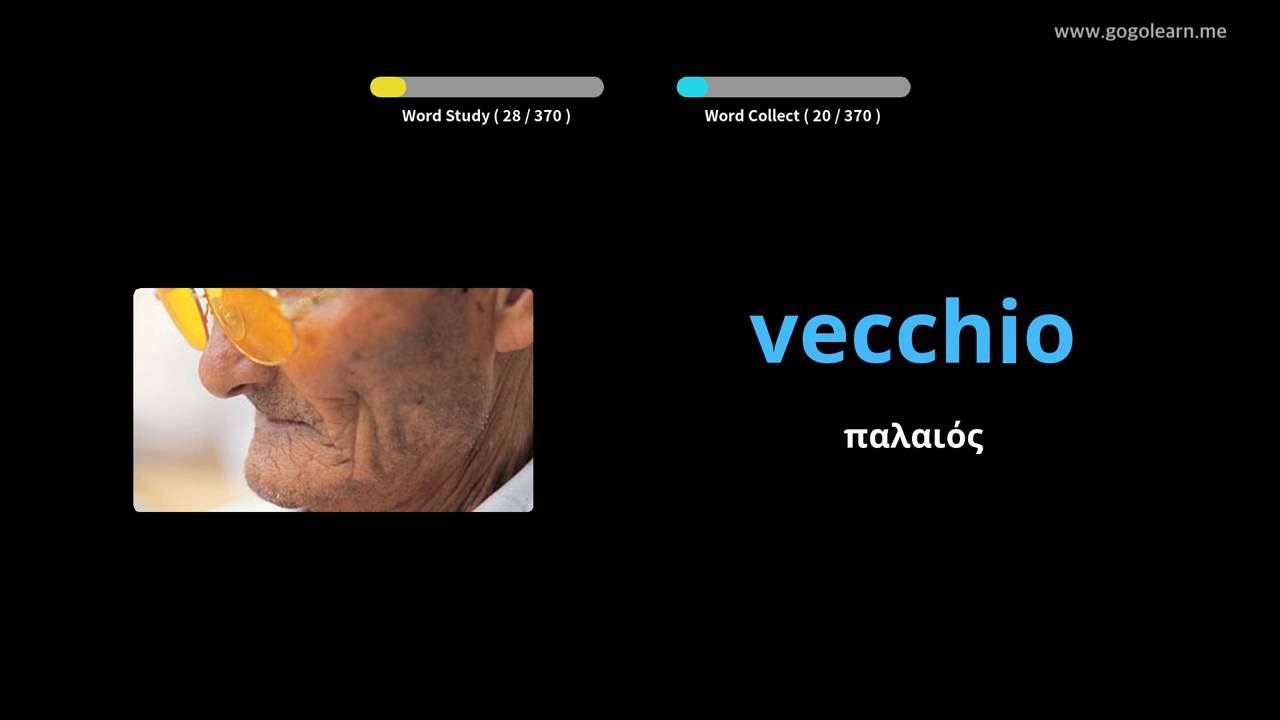 www.gogolearn.me
Word Study ( 28 / 370 )
Word Collect ( 20 / 370 )
vecchio
παλαιός